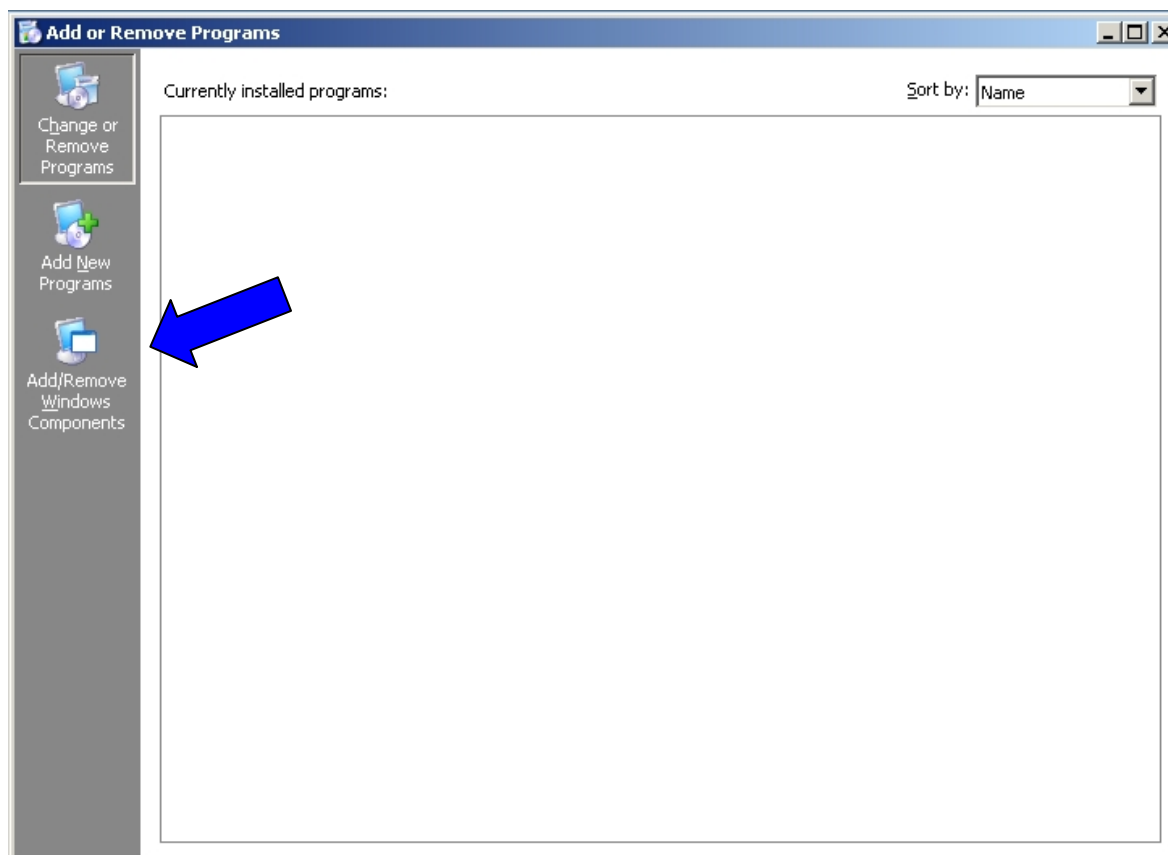 Add or Remove Programs
Change or
Remove
Programs
Add New
Programs
Add/Remove
Windows
Components
Currently installed programs:
Sort by: Name